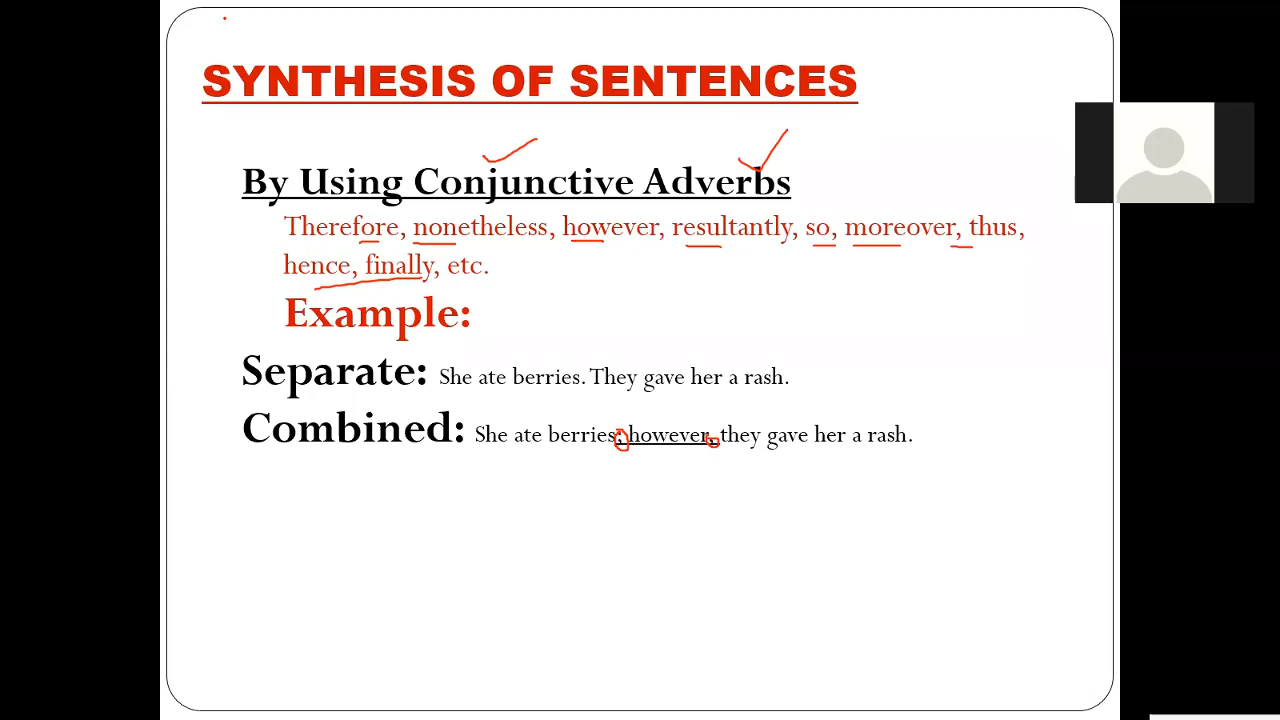 SYNTHESIS OF SENTENCES
By Using Conjunctive Adverbs
Therefore, nonetheless, however, resultantly, so, moreover, thus,
hence, finally, etc.
Example:
Separate: She ate berries. They gave her a rash.
Combined: She ate berries; however, they gave her a rash.